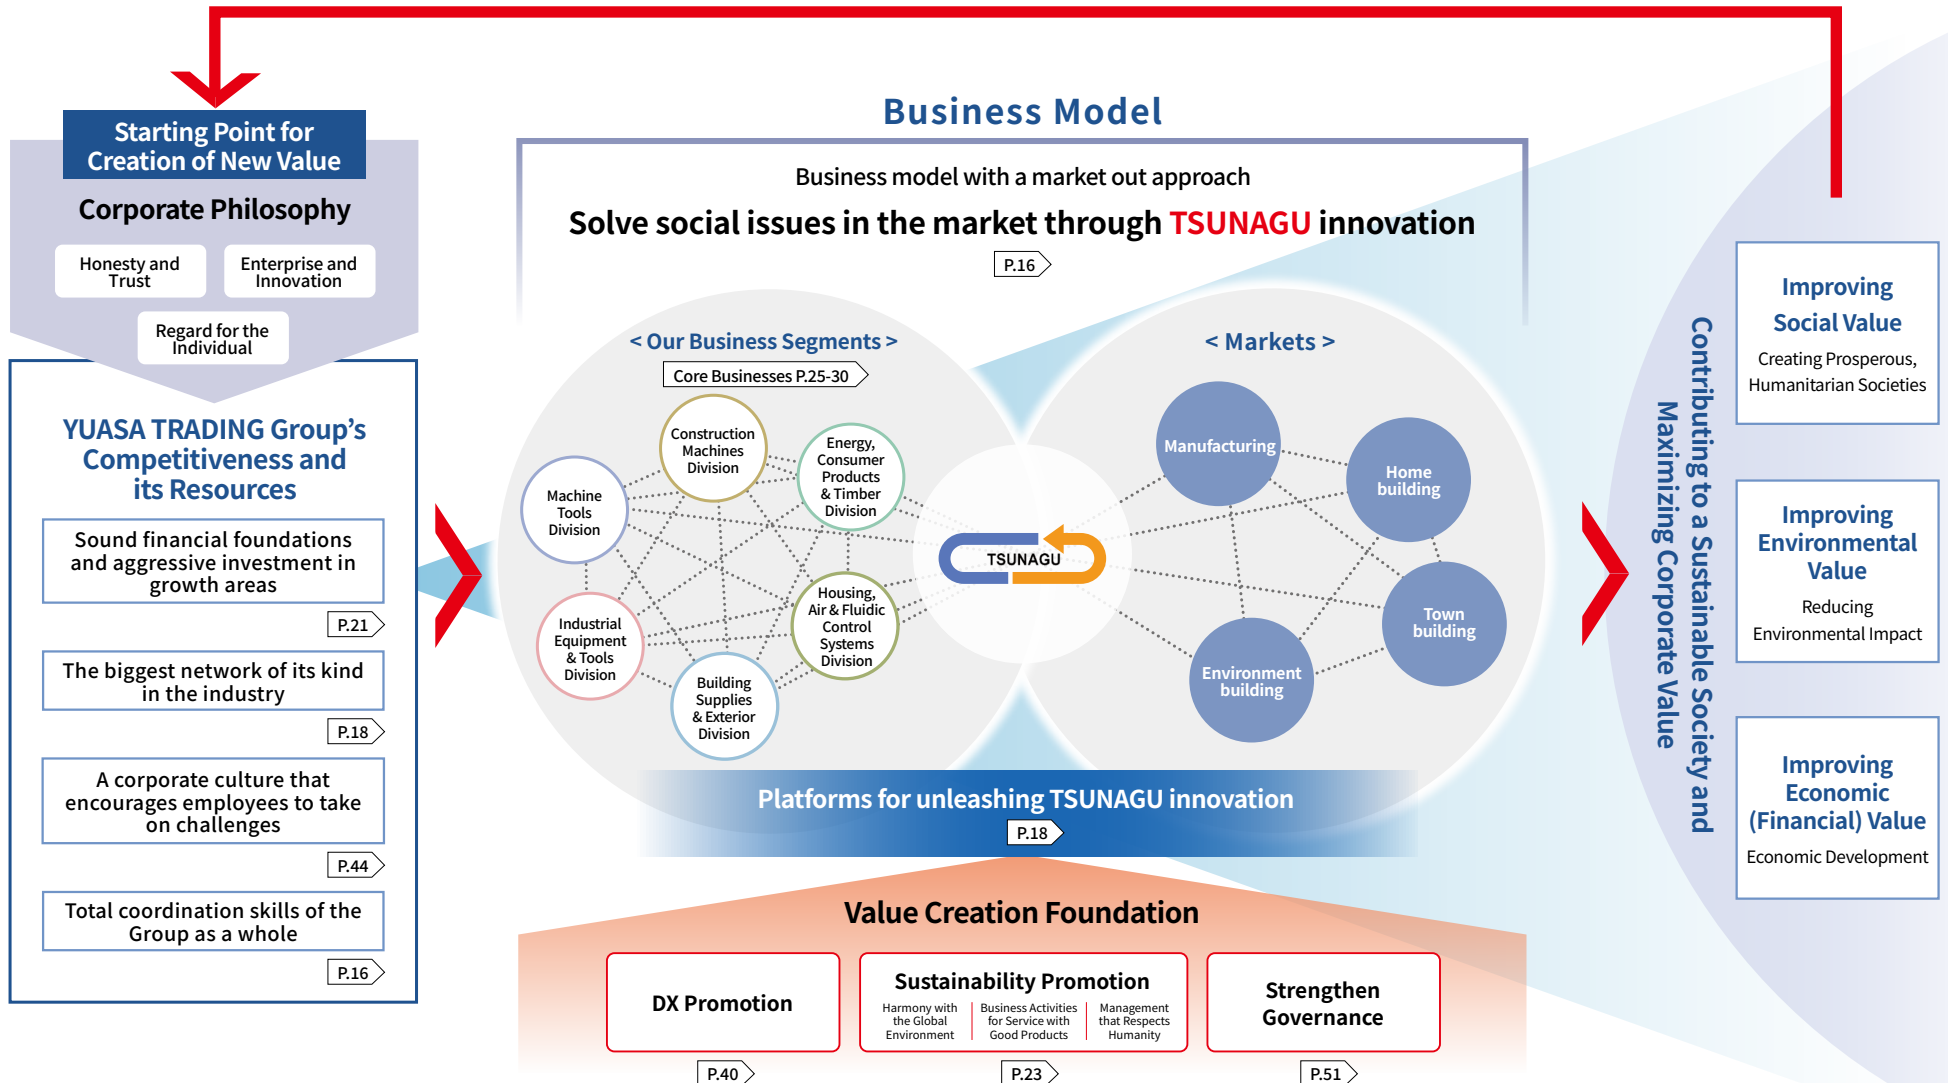 Starting Point for
Creation of New Value
Corporate Philosophy
Honesty and
Trust
Enterprise and
Innovation
Regard for the
Individual
YUASA TRADING Group's
Competitiveness and
its Resources
Sound financial foundations
and aggressive investment in
growth areas
P.21
The biggest network of its kind
in the industry
P.18
A corporate culture that
encourages employees to take
on challenges
P.44
Total coordination skills of the
Group as a whole
P.16
Business Model
Business model with a market out approach
Solve social issues in the market through TSUNAGU innovation
P.16
< Our Business Segments >
Core Businesses P.25-30
Construction
Machines
Division
Energy,
Consumer
Products
& Timber
Division
Machine
Tools
Division
Industrial
Equipment
& Tools
Division
Housing,
Air & Fluidic
Control
Systems
Division
Building
Supplies
& Exterior
Division
TSUNAGU
< Markets >
Manufacturing
Home
building
Town
building
Environment
building
Platforms for unleashing TSUNAGU innovation
P.18
Value Creation Foundation
DX Promotion
P.40
Sustainability Promotion
Harmony with
the Global
Environment
Business Activities
for Service with
Good Products
Management
that Respects
Humanity
P.23
Strengthen
Governance
P.51
Contributing to a Sustainable Society and
Maximizing Corporate Value
Improving
Social Value
Creating Prosperous,
Humanitarian Societies
Improving
Environmental
Value
Reducing
Environmental Impact
Improving
Economic
(Financial) Value
Economic Development